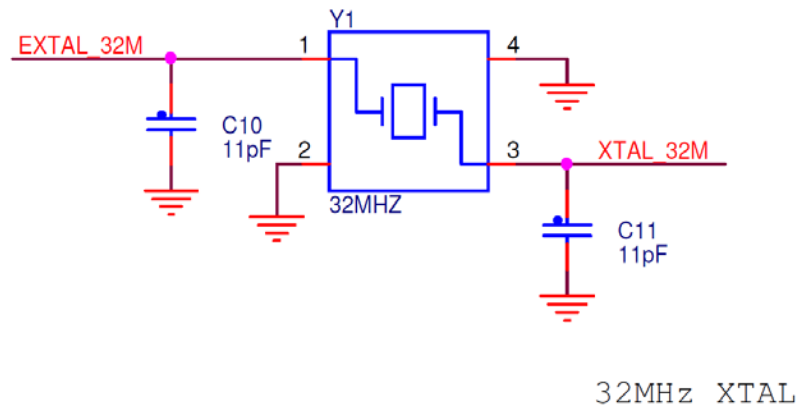 Y1
EXTAL_32M
1
4
C10
11pF
2
3
XTAL_32M
32MHZ
C11
11pF
32MHz XTAL